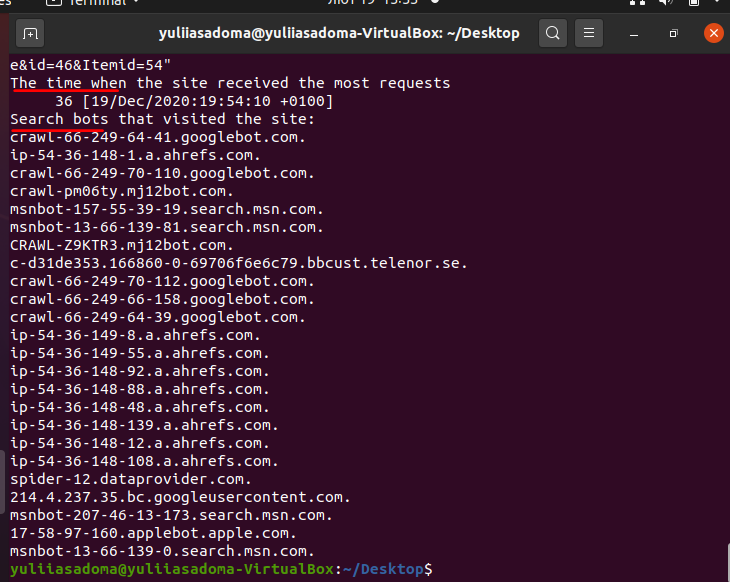 Terminal
yuliiasadoma@yuliiasadoma-VirtualBox: ~/Desktop
e&id=46&Itemid=54"
The time when the site received the most requests
36 [19/Dec/2020:19:54:10 +0100]
Search bots that visited the site:
crawl-66-249-64-41.googlebot.com.
ip-54-36-148-1.a.ahrefs.com.
crawl-66-249-70-110.googlebot.com.
crawl-pm06ty.mj12bot.com.
msnbot-157-55-39-19.search.msn.com.
msnbot-13-66-139-81.search.msn.com.
CRAWL-Z9KTR3.mj12bot.com.
c-d31de353.166860-0-69706f6e6c79.bbcust.telenor.se.
crawl-66-249-70-112.googlebot.com.
crawl-66-249-66-158.googlebot.com.
crawl-66-249-64-39.googlebot.com.
ip-54-36-149-8.a.ahrefs.com.
ip-54-36-149-55.a.ahrefs.com.
ip-54-36-148-92.a.ahrefs.com.
ip-54-36-148-88.a.ahrefs.com.
ip-54-36-148-48.a.ahrefs.com.
ip-54-36-148-139.a.ahrefs.com.
ip-54-36-148-12.a.ahrefs.com.
ip-54-36-148-108.a.ahrefs.com.
spider-12.dataprovider.com.
214.4.237.35.bc.googleusercontent.com.
msnbot-207-46-13-173.search.msn.com.
17-58-97-160.applebot.apple.com.
msnbot-13-66-139-0.search.msn.com.
yuliiasadoma@yuliiasadoma-VirtualBox:~/Desktop$